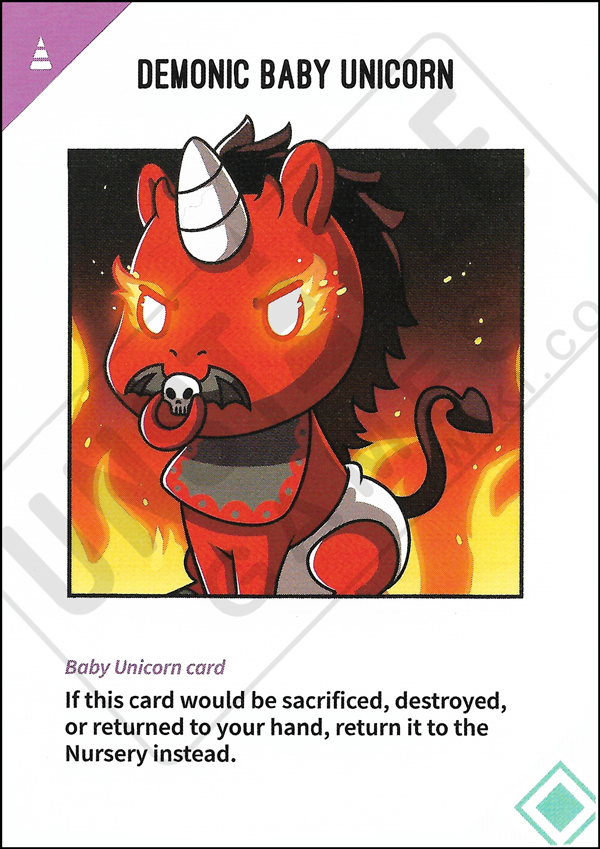 DEMONIC BABY UNICORN
Baby Unicorn card
If this card would be sacrificed, destroyed,
or returned to your hand, return it to the
Nursery instead.